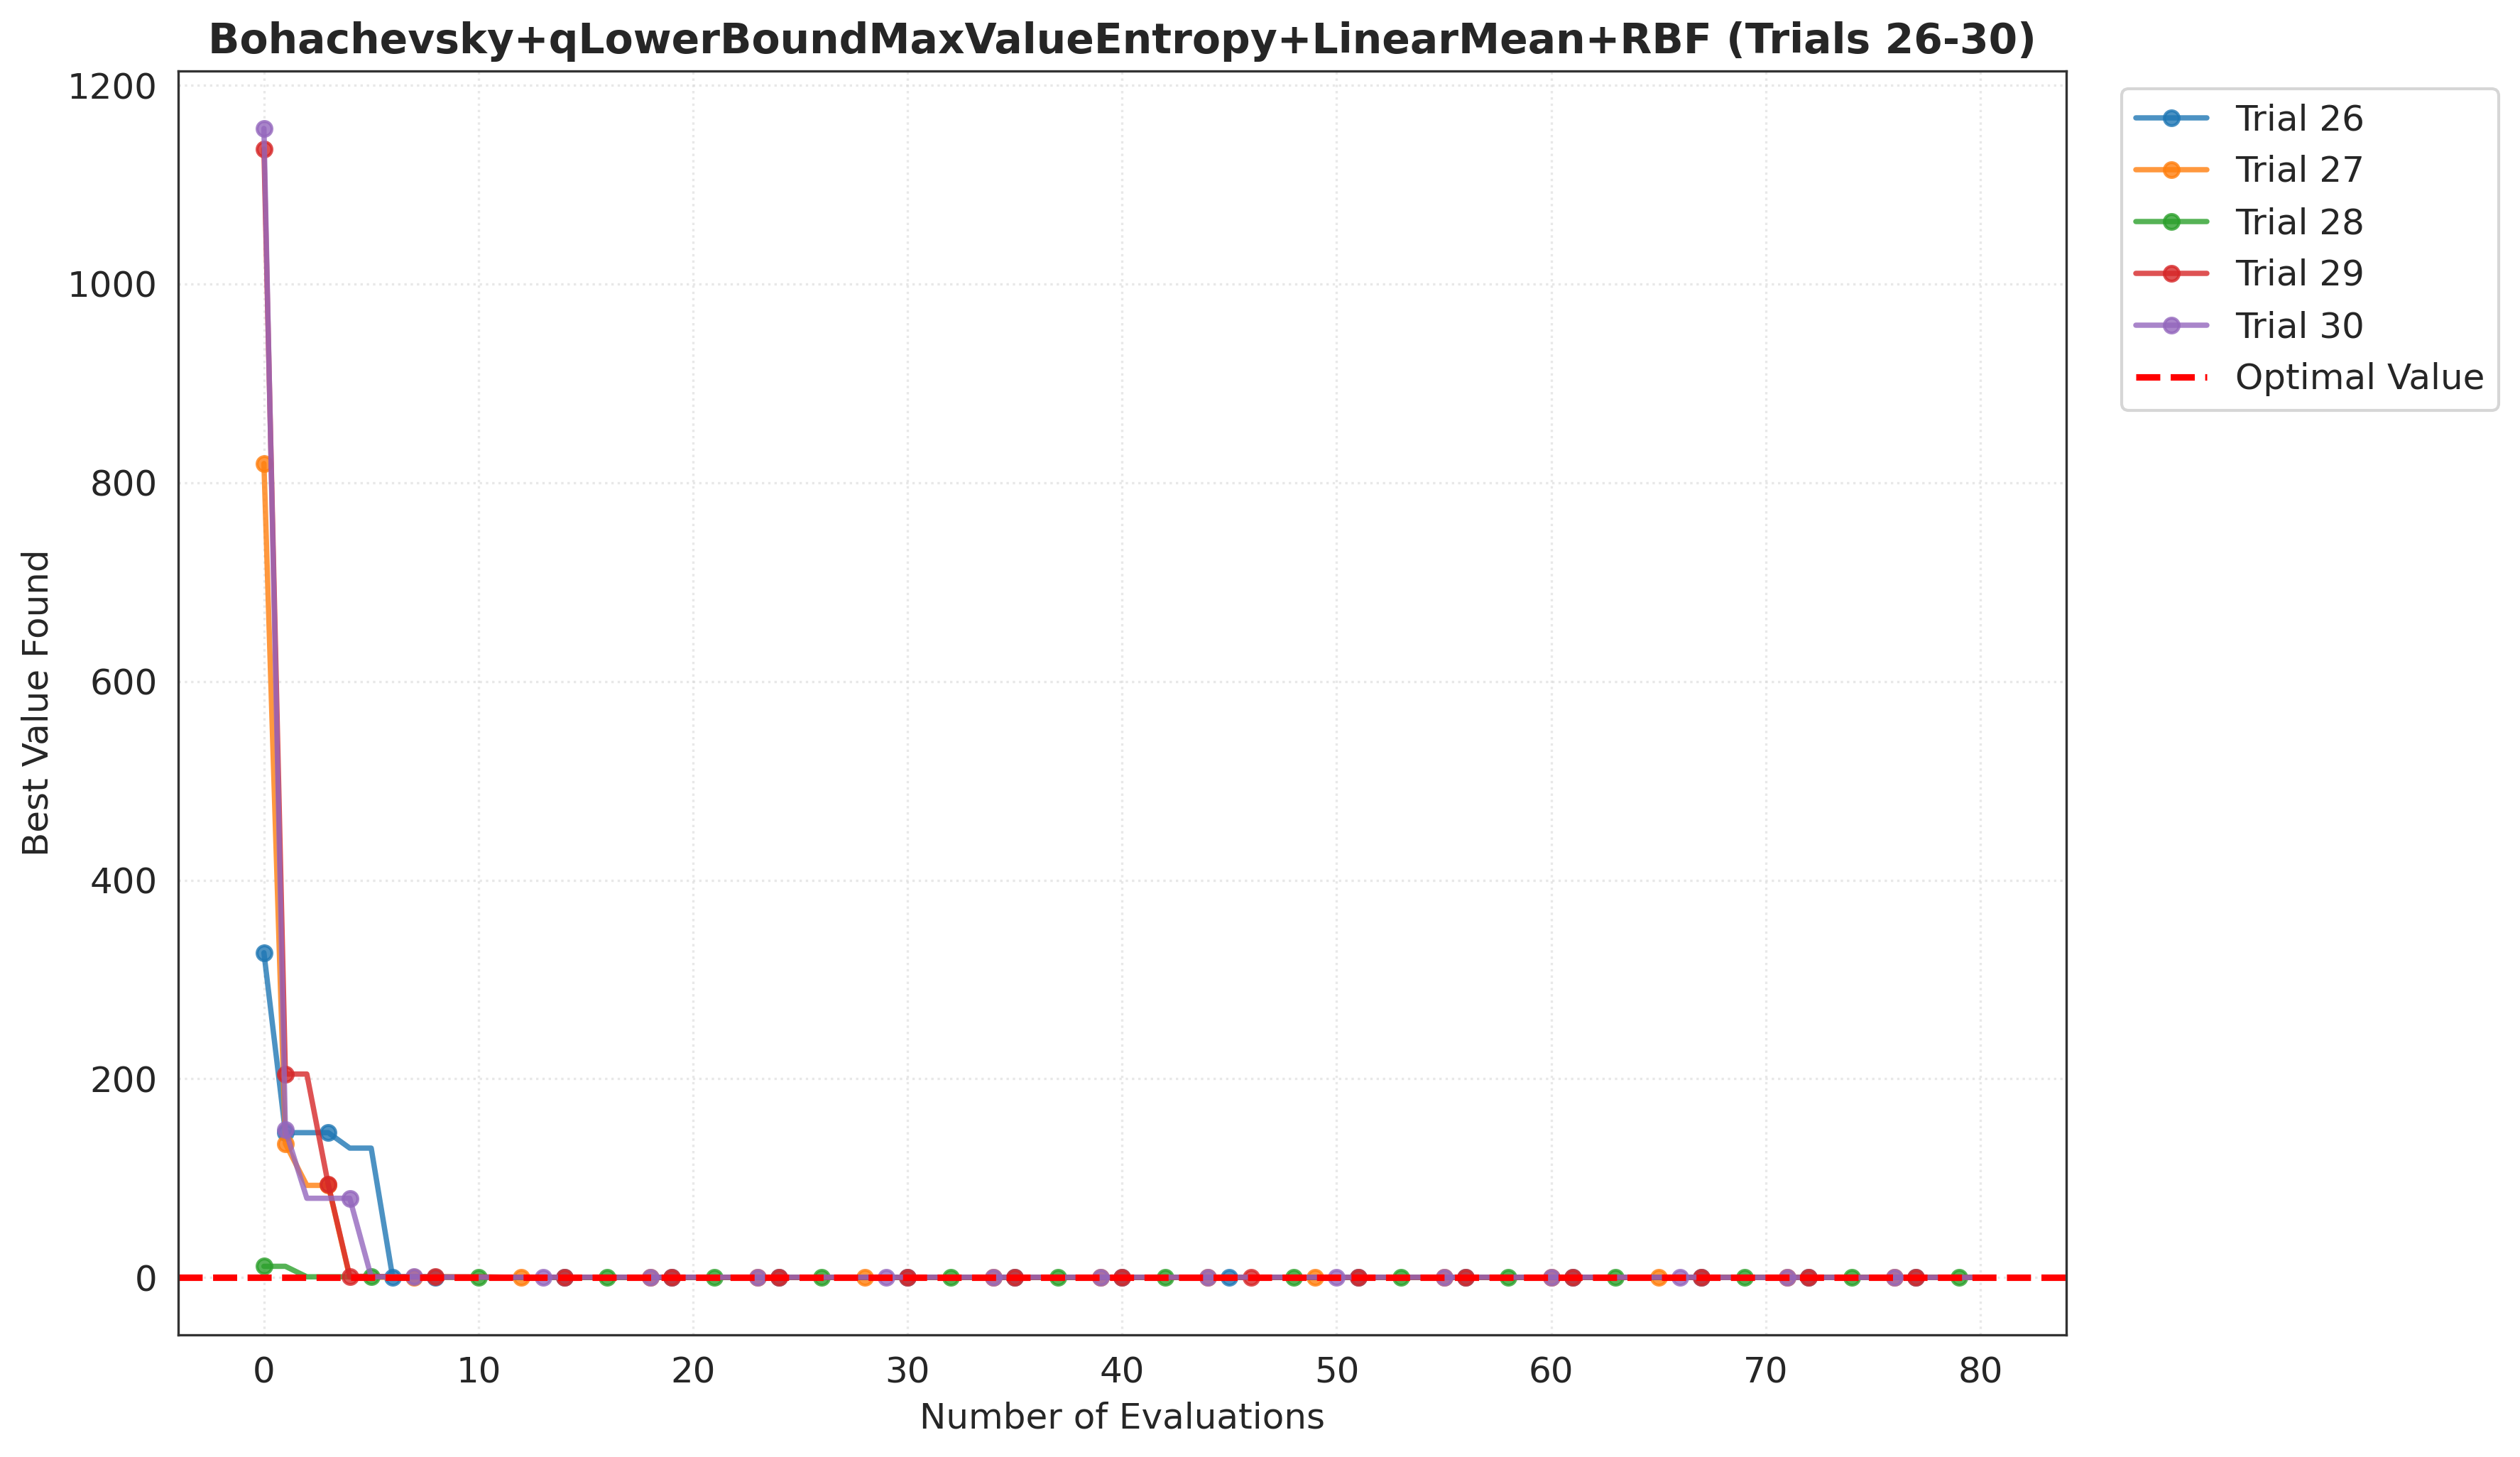 Bohachevsky+qLowerBoundMaxValueEntropy+LinearMean+RBF (Trials 26-30)
1200
1000
800
600
400
200
0
Best Value Found
0 10 20 30 40 50 60 70 80
Number of Evaluations
Trial 26
Trial 27
Trial 28
Trial 29
Trial 30
Optimal Value